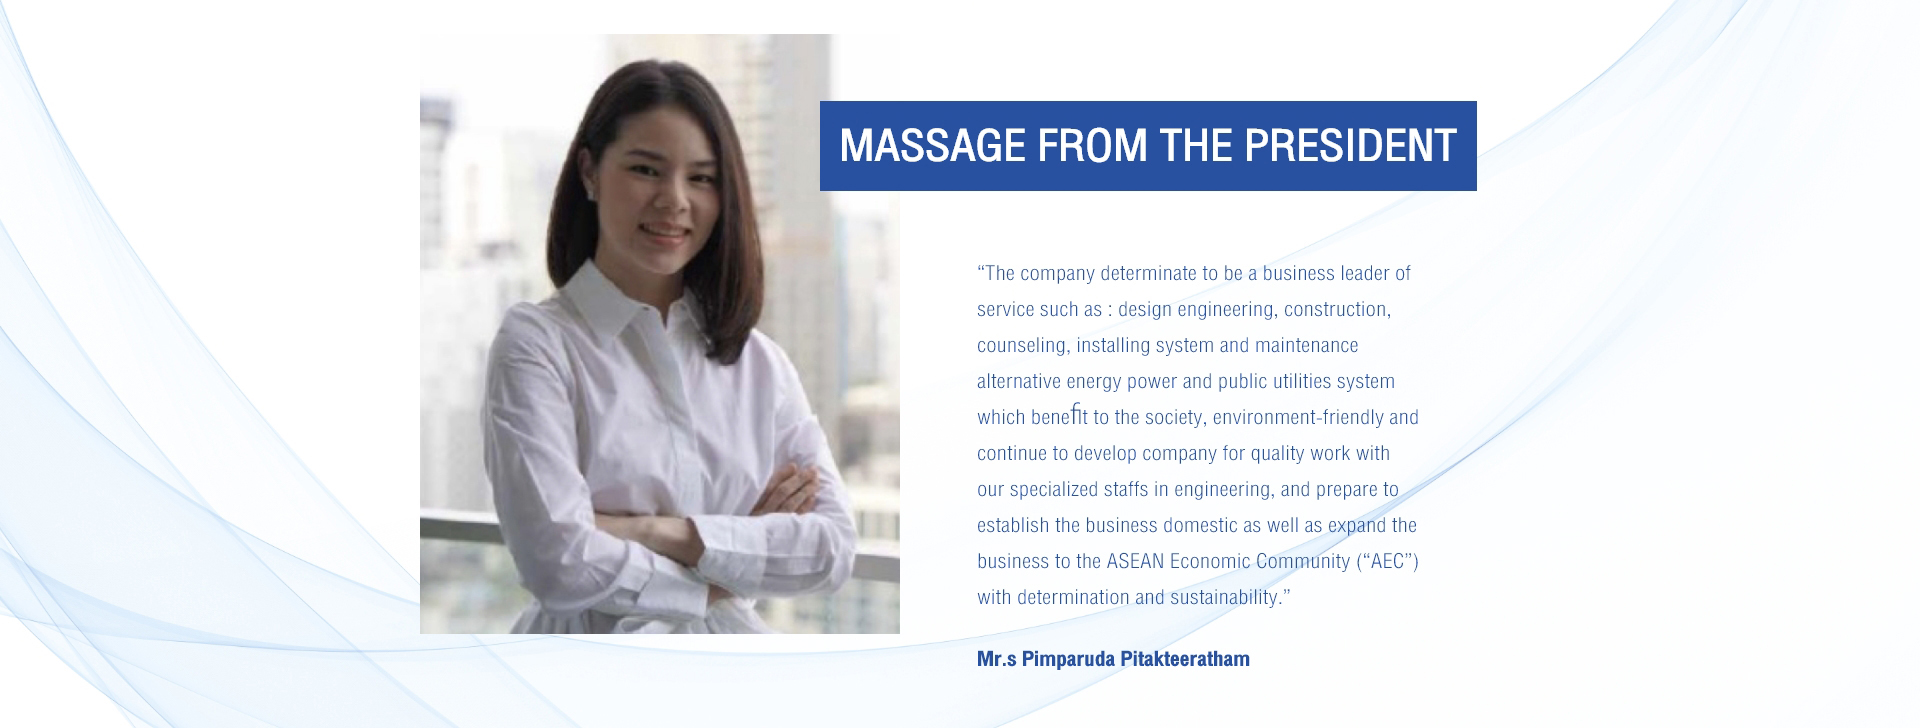 MASSAGE FROM THE PRESIDENT
“The company determinate to be a business leader of
service such as : design engineering, construction,
counseling, installing system and maintenance
alternative energy power and public utilities system
which benefit to the society, environment-friendly and
continue to develop company for quality work with
our specialized staffs in engineering, and prepare to
establish the business domestic as well as expand the
business to the ASEAN Economic Community (“AEC”)
with determination and sustainability.”
Mr.s Pimparuda Pitakteeratham